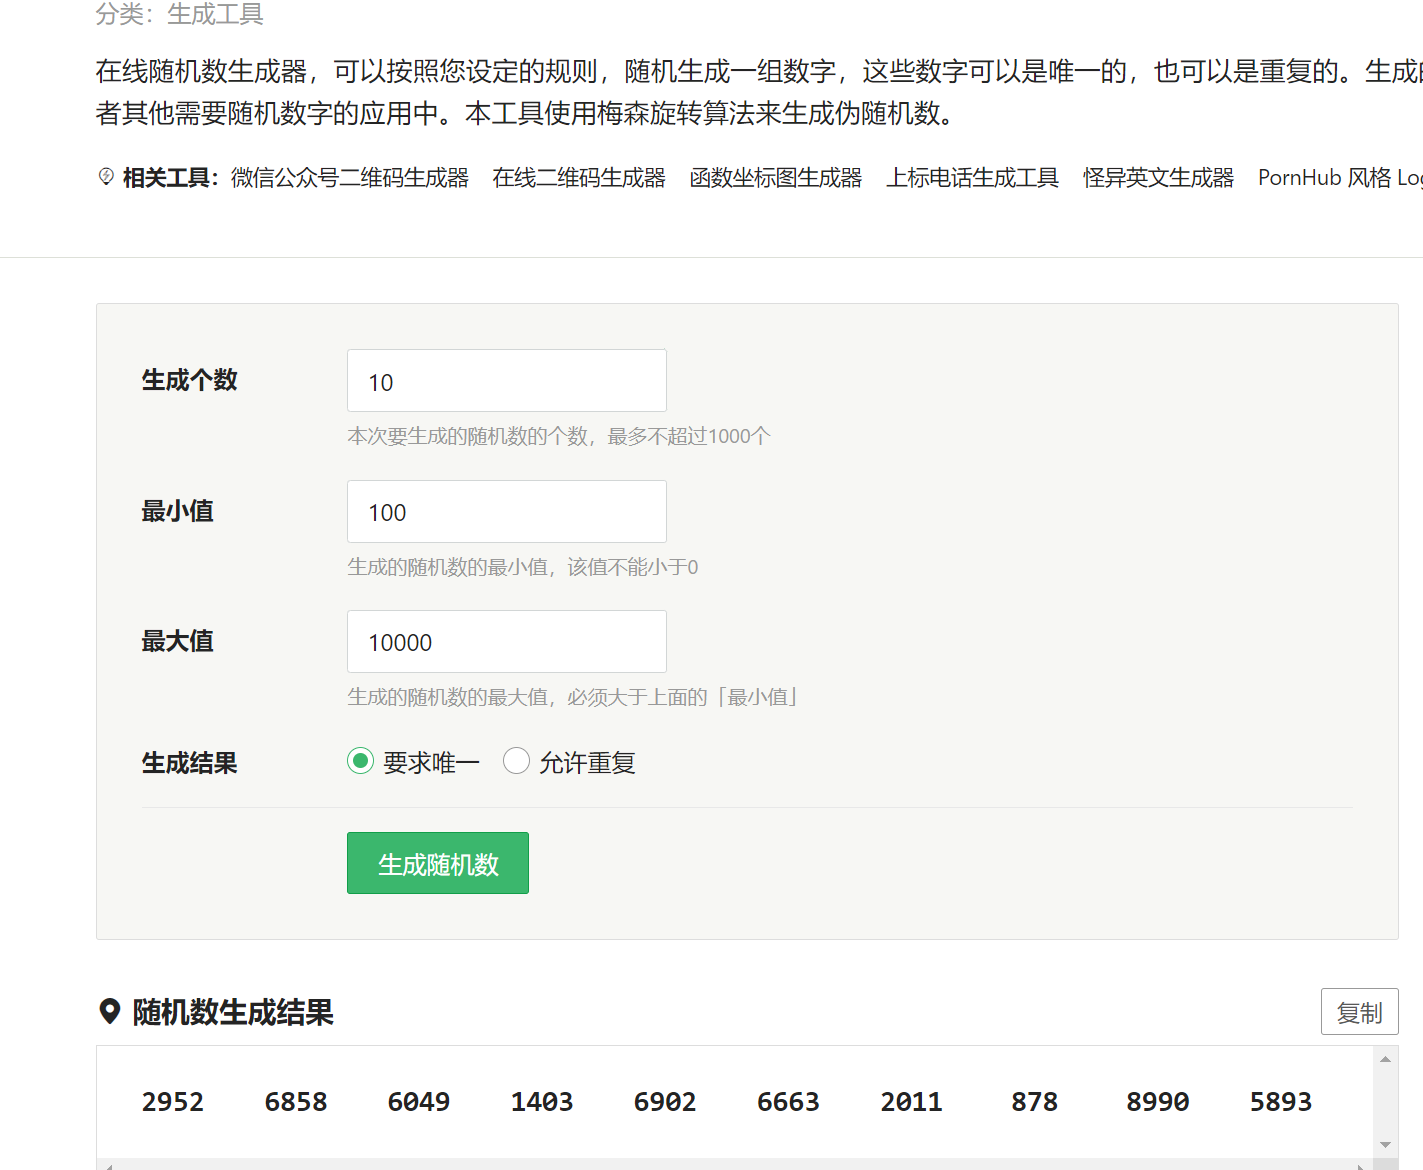 分类：生成工具
在线随机数生成器，可以按照您设定的规则，随机生成一组数字，这些数字可以是唯一的，也可以是重复的。生成
者其他需要随机数字的应用中。本工具使用梅森旋转算法来生成伪随机数。
相关工具： 微信公众号二维码生成器 在线二维码生成器 函数坐标图生成器 上标电话生成工具 怪异英文生成器 PornHub 风格 Log
生成个数 10
本次要生成的随机数的个数，最多不超过1000个
最小值 100
生成的随机数的最小值，该值不能小于0
最大值 10000
生成的随机数的最大值，必须大于上面的「最小值」
生成结果 要求唯一 允许重复
生成随机数
随机数生成结果 复制
2952 6858 6049 1403 6902 6663 2011 878 8990 5893